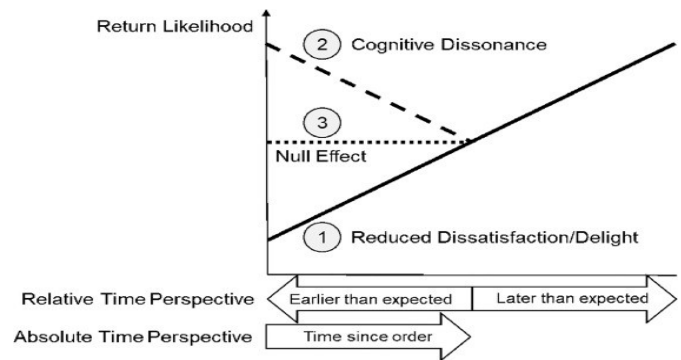 Return Likelihood
2 Cognitive Dissonance
3
Null Effect
1 Reduced Dissatisfaction/Delight
Relative Time Perspective Earlier than expected Later than expected
Absolute Time Perspective Time since order